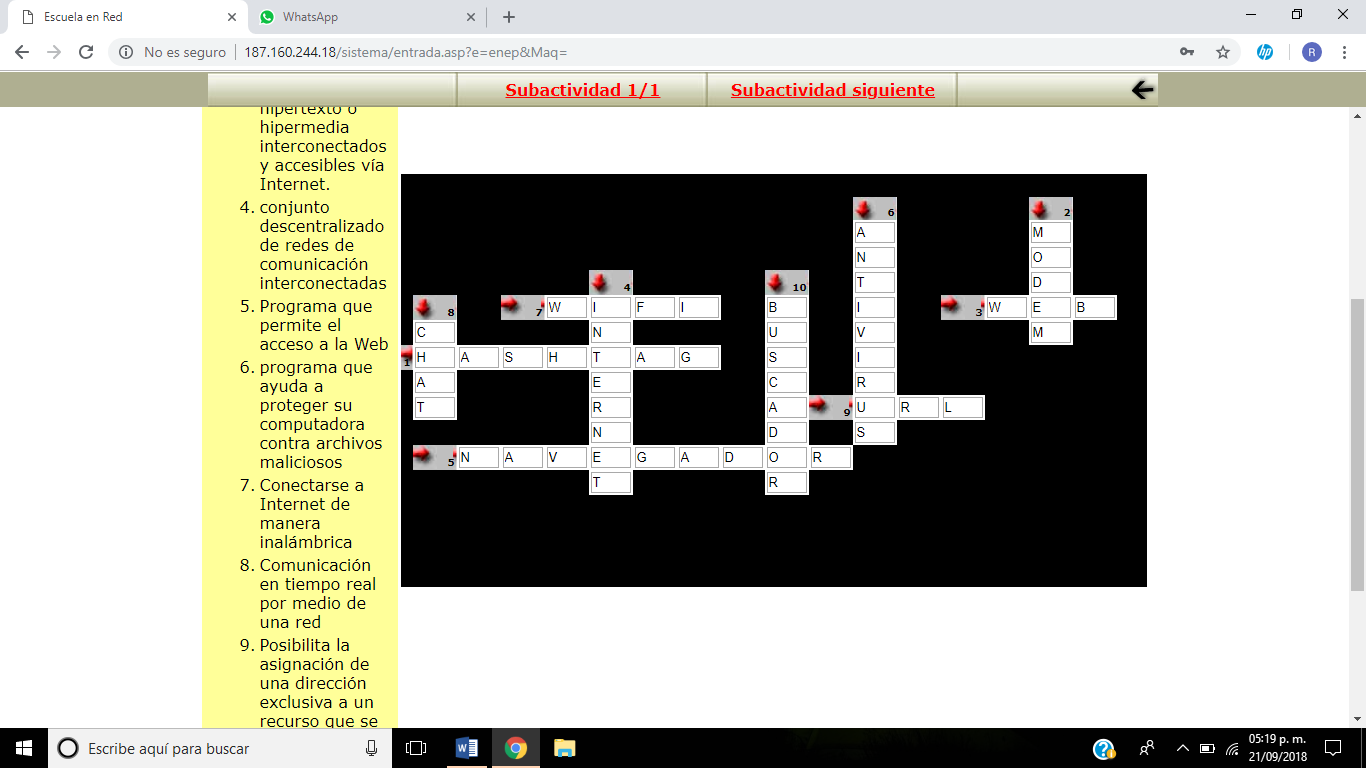 Escuela en Red
WhatsApp
No es seguro 187.160.244.18/sistema/entrada.asp?e=enep&Maq=
R
Subactividad 1/1
Subactividad siguiente
hipertexto o
hipermedia
interconectados
y accesibles vía
Internet.
4. conjunto
descentralizado
de redes de
comunicación
interconectadas
5. Programa que
permite el
acceso a la Web
6. programa que
ayuda a
proteger su
computadora
contra archivos
maliciosos
7. Conectarse a
Internet de
manera
inalámbrica
8. Comunicación
en tiempo real
por medio de
una red
9. Posibilita la
asignación de
una dirección
exclusiva a un
recurso que se
6 2
A M
N O
4 10 T D
8 7 W I F I B I 3 W E B
C N U V M
1 H A S H T A G S I
A E C R
T R A 9 U R L
N D S
5 N A V E G A D O R
T R
Escribe aquí para buscar
05:19 p. m.
21/09/2018